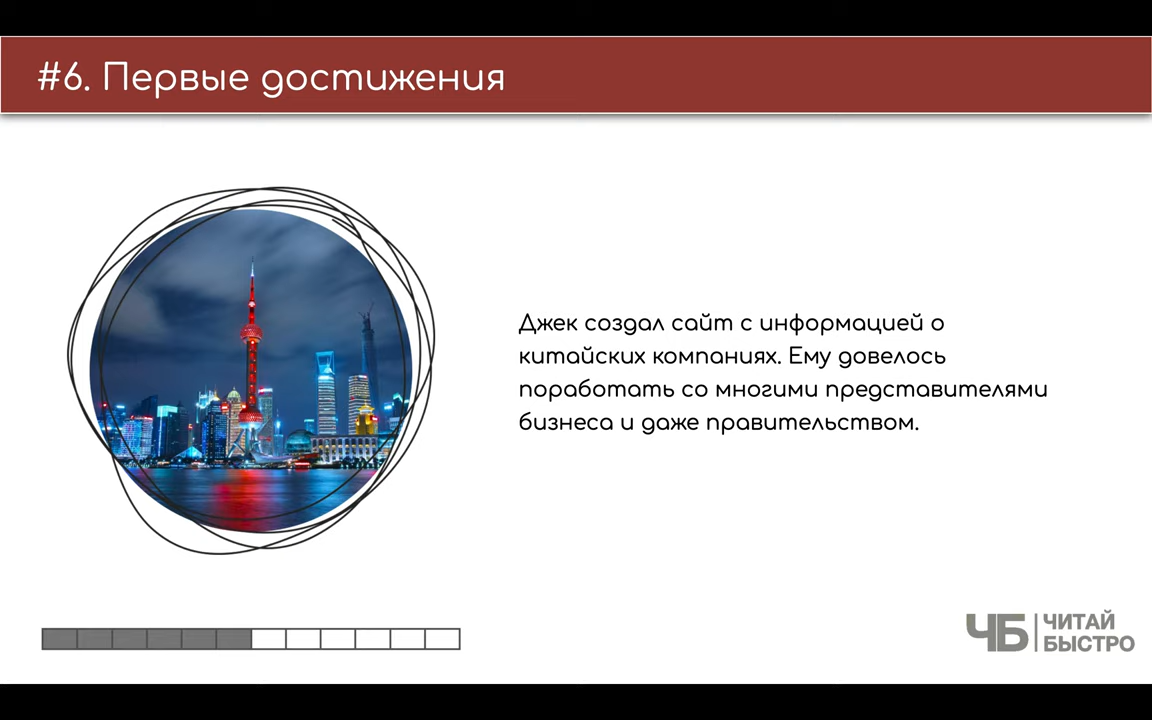 #6. Первые достижения
Джек создал сайт с информацией о
китайских компаниях. Ему довелось
поработать со многими представителями
бизнеса и даже правительством.
ЧБ
ЧИТАЙ
БЫСТРО